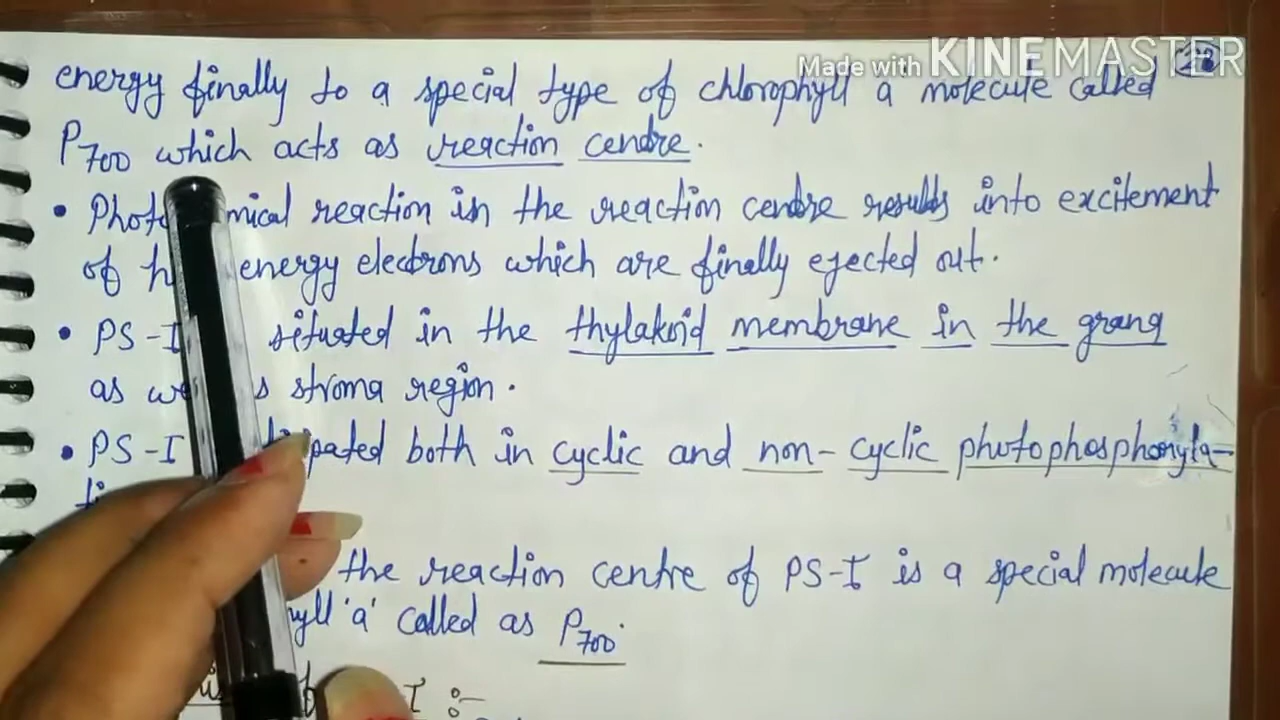 Made with KINEMASTER
energy finally to a special type of chlorophyll 'a' molecule called
P700 which acts as reaction centre.
• Photo mical reaction in the reaction centre results into excitement
of h energy electrons which are finally ejected out.
• PS-I situated in the thylakoid membrane in the grana
as we s stroma region.
• PS-I pated both in cyclic and non-cyclic photophosphoryla-
the reaction centre of PS-I is a special molecule
hyll 'a' called as P700.
I :-